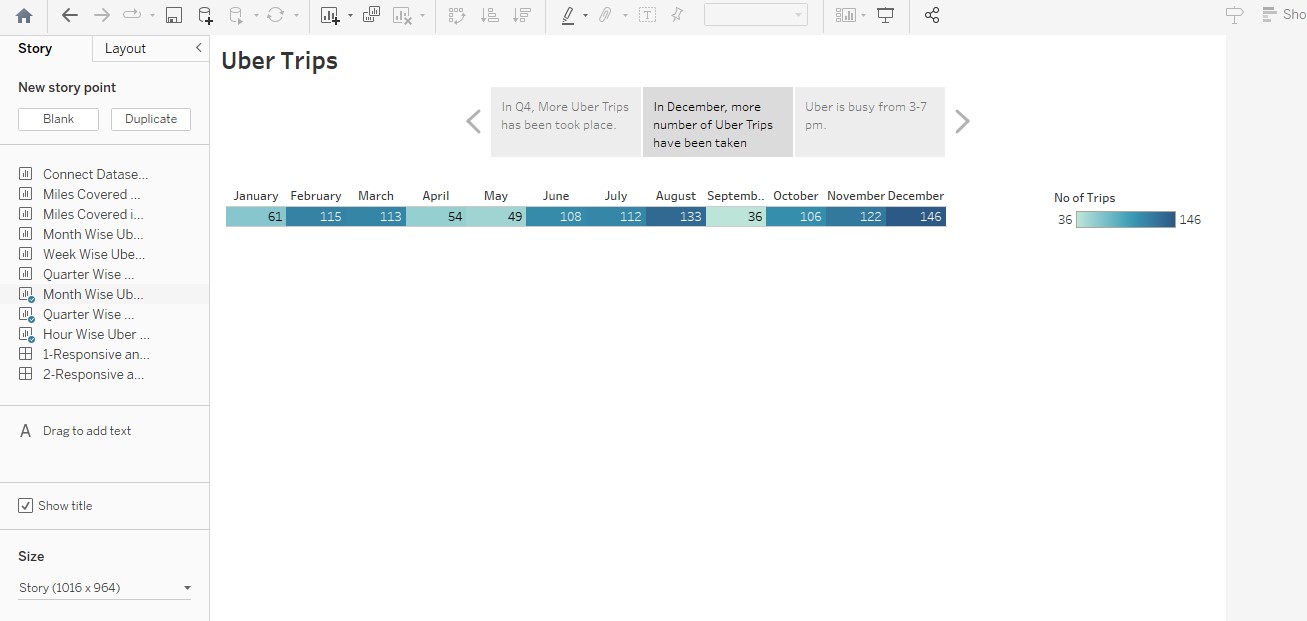 Sho
Story
Layout
New story point
Blank
Duplicate
Connect Datase...
Miles Covered ...
Miles Covered i...
Month Wise Ub...
Week Wise Ube...
Quarter Wise ...
Month Wise Ub...
Quarter Wise ...
Hour Wise Uber ...
1-Responsive an...
2-Responsive a...
A Drag to add text
Show title
Size
Story (1016 x 964)
Uber Trips
In Q4, More Uber Trips
has been took place.
In December, more
number of Uber Trips
have been taken
Uber is busy from 3-7
pm.
January February March April May June July August Septemb.. October November December
61 115 113 54 49 108 112 133 36 106 122 146
No of Trips
36 146